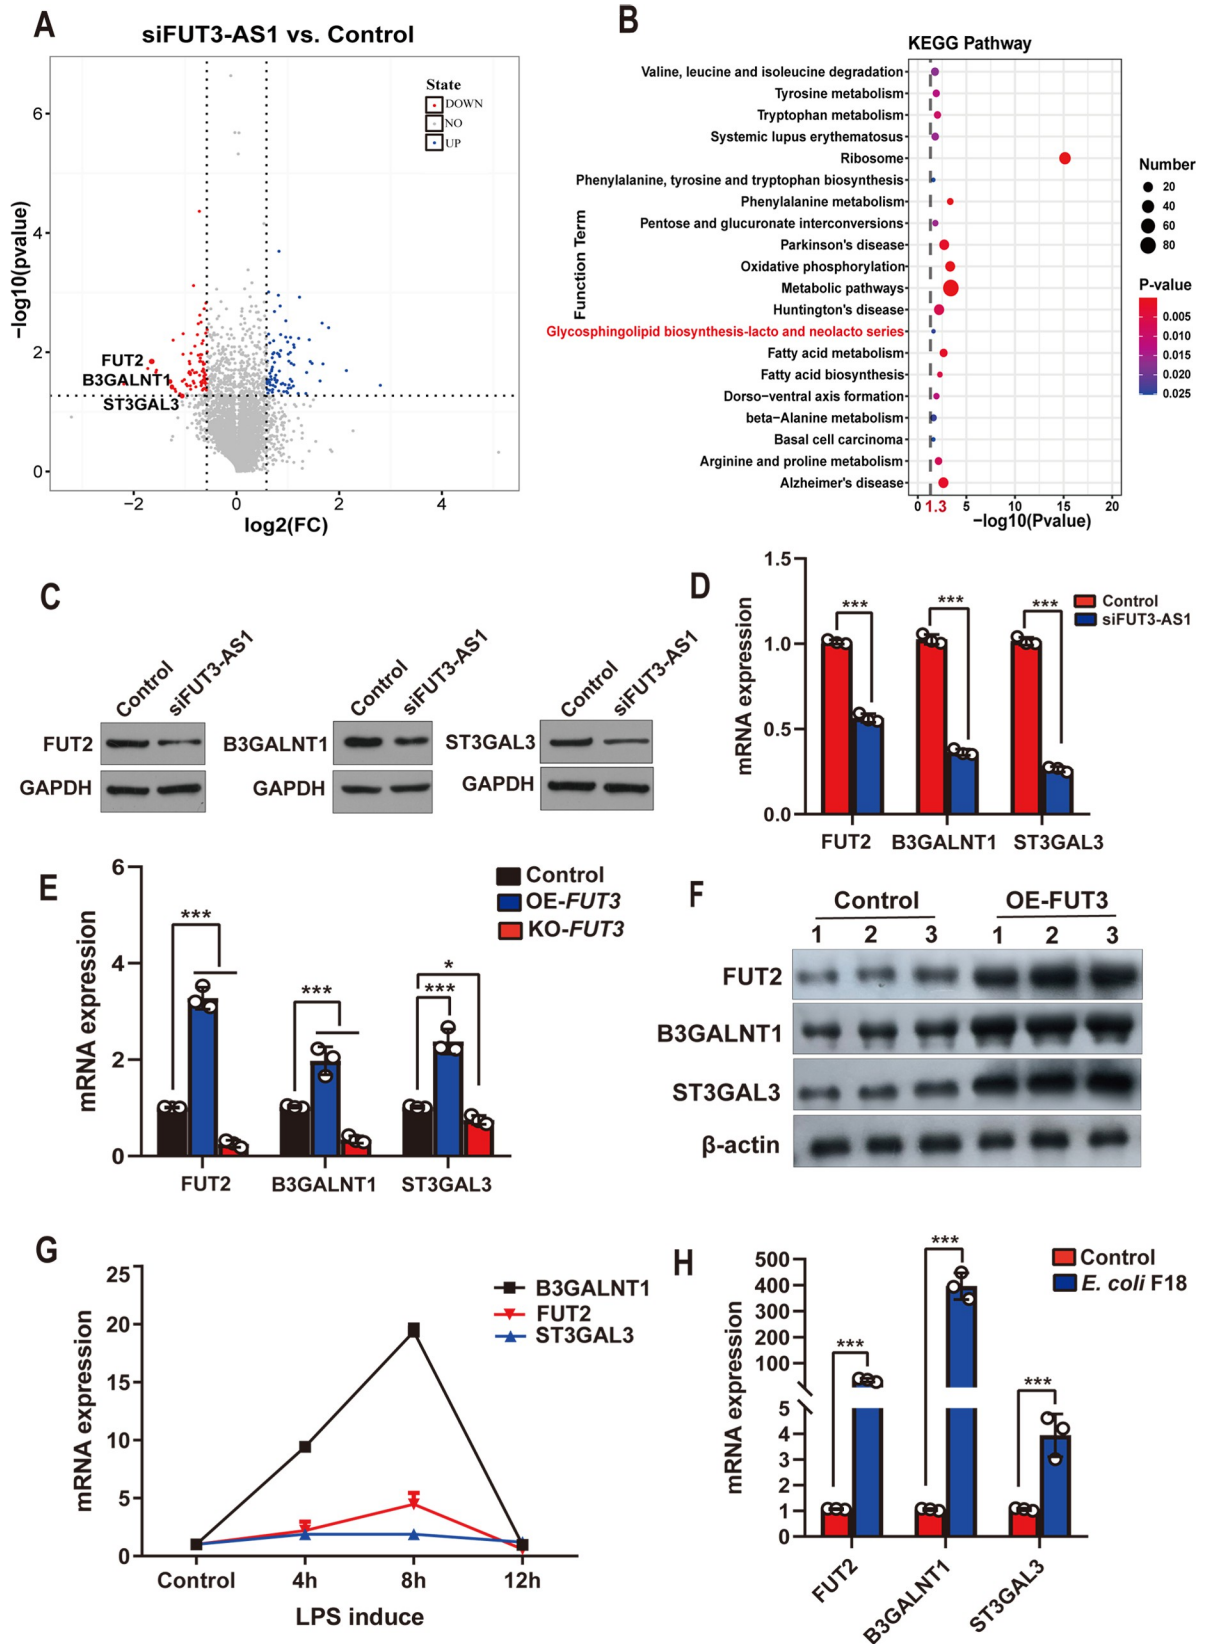 A
siFUT3-AS1 vs. Control
State
DOWN
NO
UP
6
4
2
0
−log10(pvalue)
FUT2
B3GALNT1
ST3GAL3
−2 0 2 4
log2(FC)
B
KEGG Pathway
Function Term
Valine, leucine and isoleucine degradation
Tyrosine metabolism
Tryptophan metabolism
Systemic lupus erythematosus
Ribosome
Phenylalanine, tyrosine and tryptophan biosynthesis
Phenylalanine metabolism
Pentose and glucuronate interconversions
Parkinson's disease
Oxidative phosphorylation
Metabolic pathways
Huntington's disease
Glycosphingolipid biosynthesis-lacto and neolacto series
Fatty acid metabolism
Fatty acid biosynthesis
Dorso−ventral axis formation
beta−Alanine metabolism
Basal cell carcinoma
Arginine and proline metabolism
Alzheimer's disease
0 1.3 5 10 15 20
−log10(Pvalue)
Number
20
40
60
80
P-value
0.005
0.010
0.015
0.020
0.025
C
Control siFUT3-AS1
FUT2
GAPDH
Control siFUT3-AS1
B3GALNT1
GAPDH
Control siFUT3-AS1
ST3GAL3
GAPDH
D
mRNA expression
1.5
1.0
0.5
0.0
*** *** ***
Control
siFUT3-AS1
FUT2 B3GALNT1 ST3GAL3
E
mRNA expression
6
4
2
0
Control
OE-FUT3
KO-FUT3
*** *** *** *
FUT2 B3GALNT1 ST3GAL3
F
Control OE-FUT3
1 2 3 1 2 3
FUT2
B3GALNT1
ST3GAL3
β-actin
G
mRNA expression
25
20
15
10
5
0
B3GALNT1
FUT2
ST3GAL3
Control 4h 8h 12h
LPS induce
H
mRNA expression
500
400
300
200
100
5
4
3
2
1
0
*** *** ***
Control
E. coli F18
FUT2 B3GALNT1 ST3GAL3